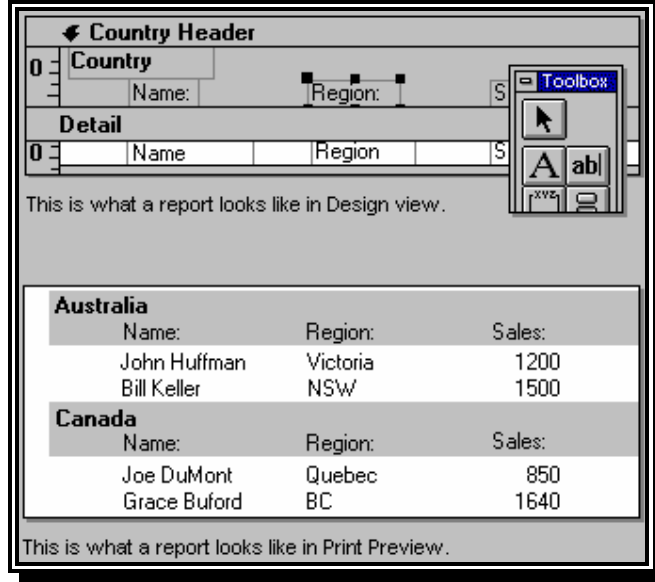 Country Header
0 Country
Name: Region: S
Toolbox
Detail
0 Name Region S
A ab|
xyz
This is what a report looks like in Design view.
Australia
Name: Region: Sales:
John Huffman Victoria 1200
Bill Keller NSW 1500
Canada
Name: Region: Sales:
Joe DuMont Quebec 850
Grace Buford BC 1640
This is what a report looks like in Print Preview.